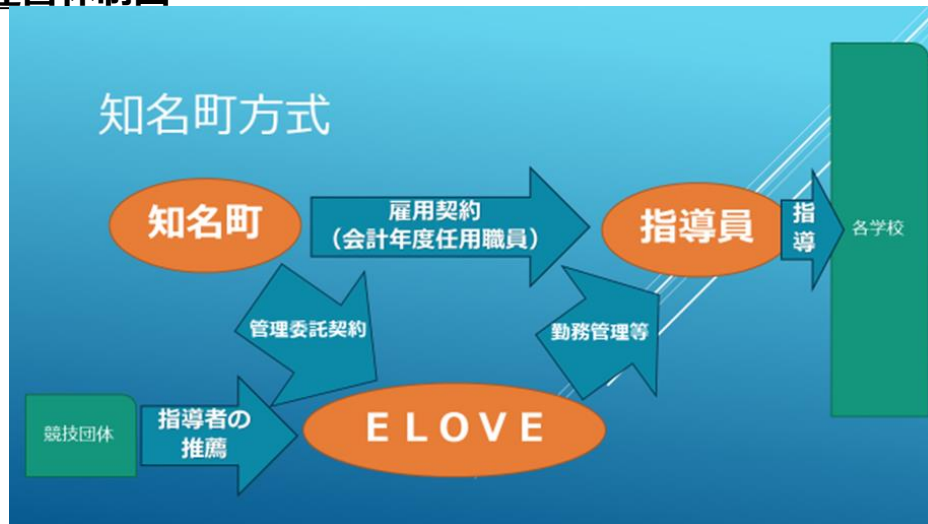 知名町方式
知名町
雇用契約
(会計年度任用職員)
指導員
指
導
各学校
管理委託契約
勤務管理等
競技団体
指導者の
推薦
ELOVE